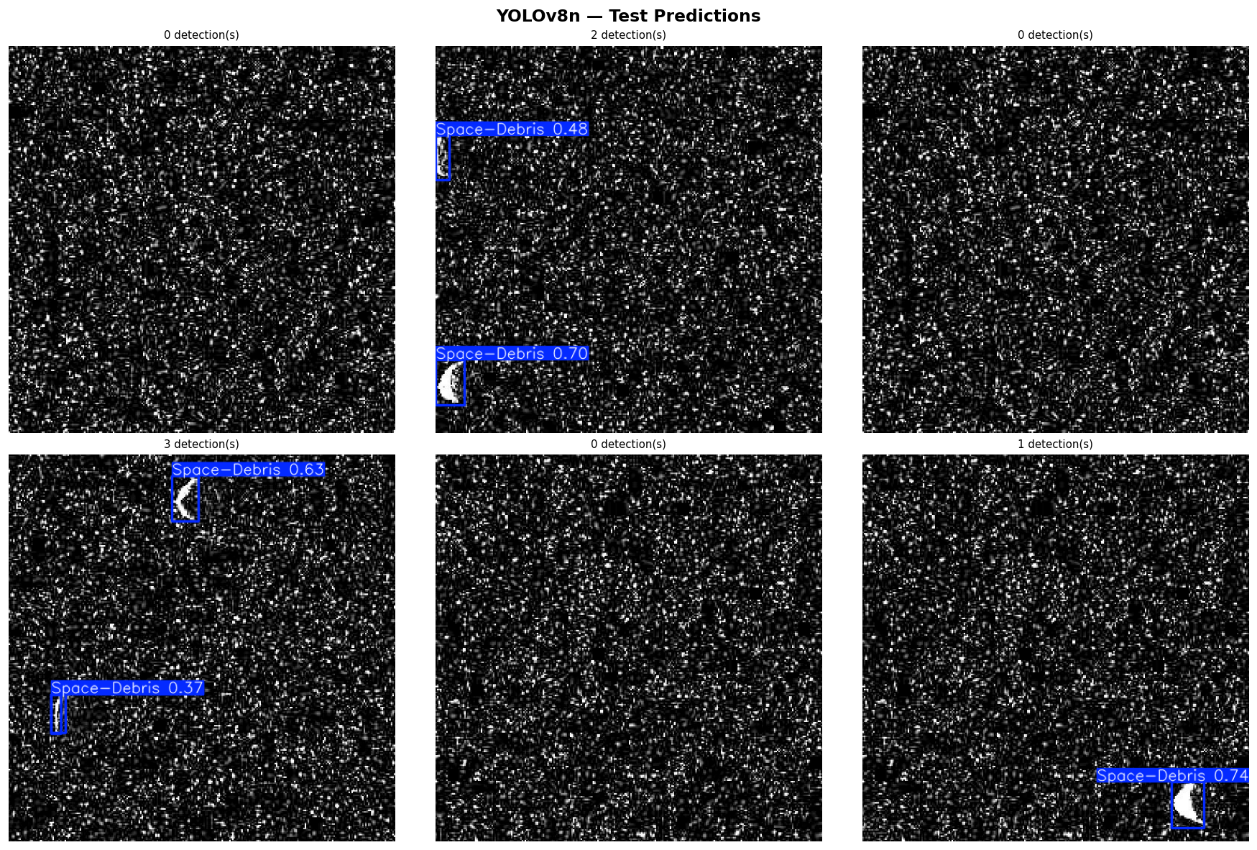 YOLOv8n — Test Predictions
0 detection(s)
2 detection(s)
0 detection(s)
Space-Debris 0.48
Space-Debris 0.70
3 detection(s)
0 detection(s)
1 detection(s)
Space-Debris 0.63
Space-Debris 0.37
Space-Debris 0.74